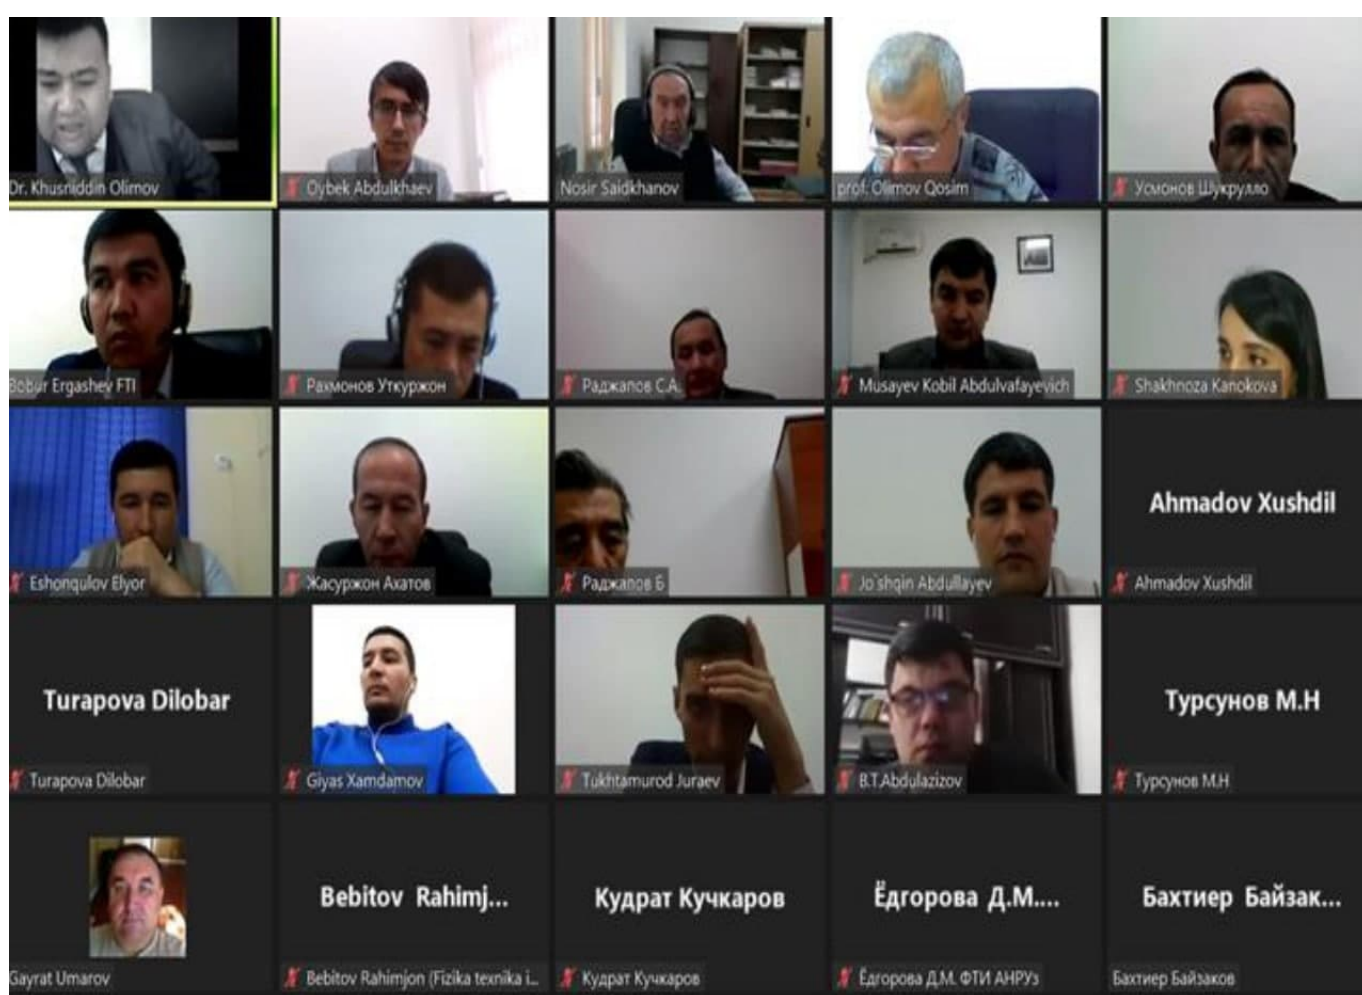 Dr. Khusniddin Olimov
Oybek Abdulkhaev
Nosir Saidkhanov
prof. Olimov Qosim
Усмонов Шукрулло
Bobur Ergashev FTI
Рахмонов Уткуржон
Раджапов С.А.
Musayev Kobil Abdulvafayevich
Shakhnoza Kanokova
Eshonqulov Elyor
Жасуржон Ахатов
Раджапов Б
Jo'shqin Abdullayev
Ahmadov Xushdil
Ahmadov Xushdil
Turapova Dilobar
Turapova Dilobar
Giyas Xamdamov
Tukhtamurod Juraev
B.T.Abdulazizov
Турсунов М.Н
Турсунов М.Н
Gayrat Umarov
Bebitov Rahimj...
Bebitov Rahimjon (Fizika texnika i...
Кудрат Кучкаров
Кудрат Кучкаров
Ёдгорова Д.М....
Ёдгорова Д.М. ФТИ АНРУз
Бахтиер Байзак...
Бахтиер Байзаков